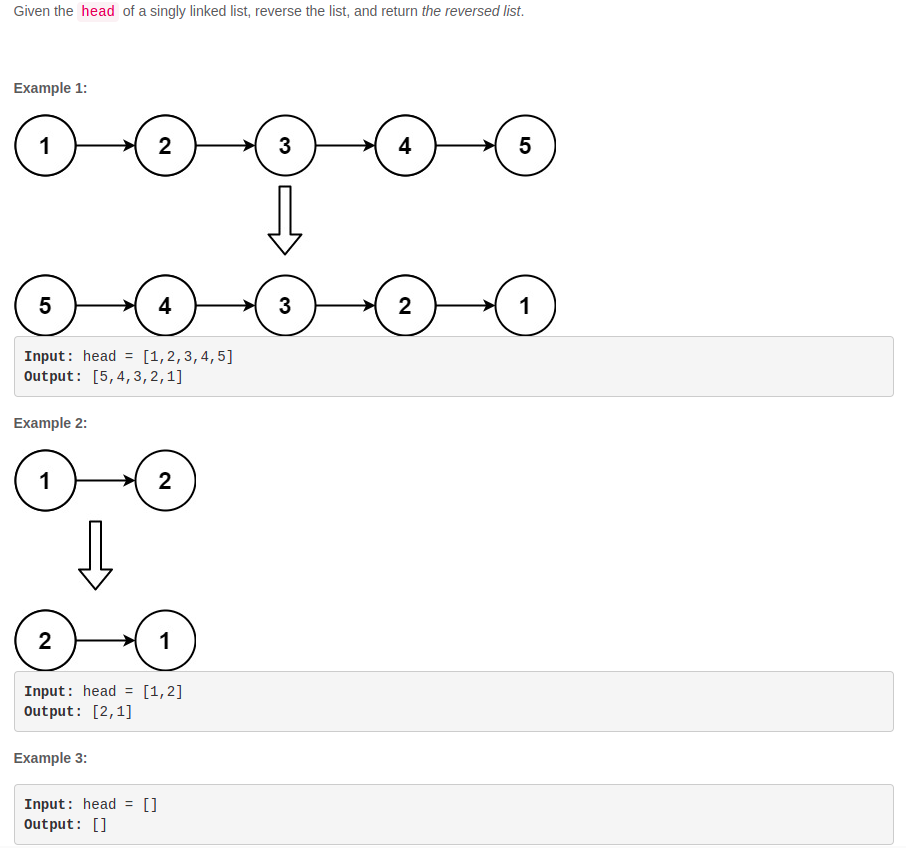 Given the head of a singly linked list, reverse the list, and return the reversed list.
Example 1:
1 2 3 4 5
5 4 3 2 1
Input: head = [1,2,3,4,5]
Output: [5,4,3,2,1]
Example 2:
1 2
2 1
Input: head = [1,2]
Output: [2,1]
Example 3:
Input: head = []
Output: []